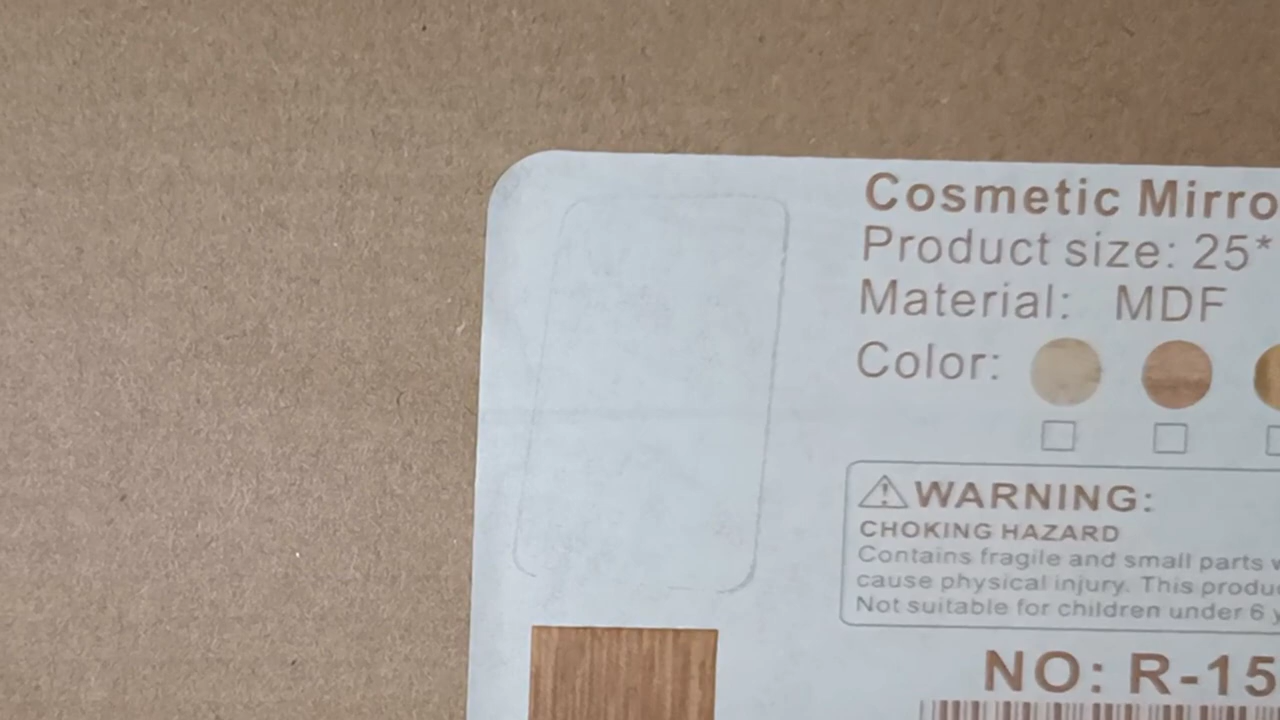 Cosmetic Mirro
Product size: 25*
Material: MDF
Color:
WARNING:
CHOKING HAZARD
Contains fragile and small parts
cause physical injury. This produ
Not suitable for children under 6
NO: R-15